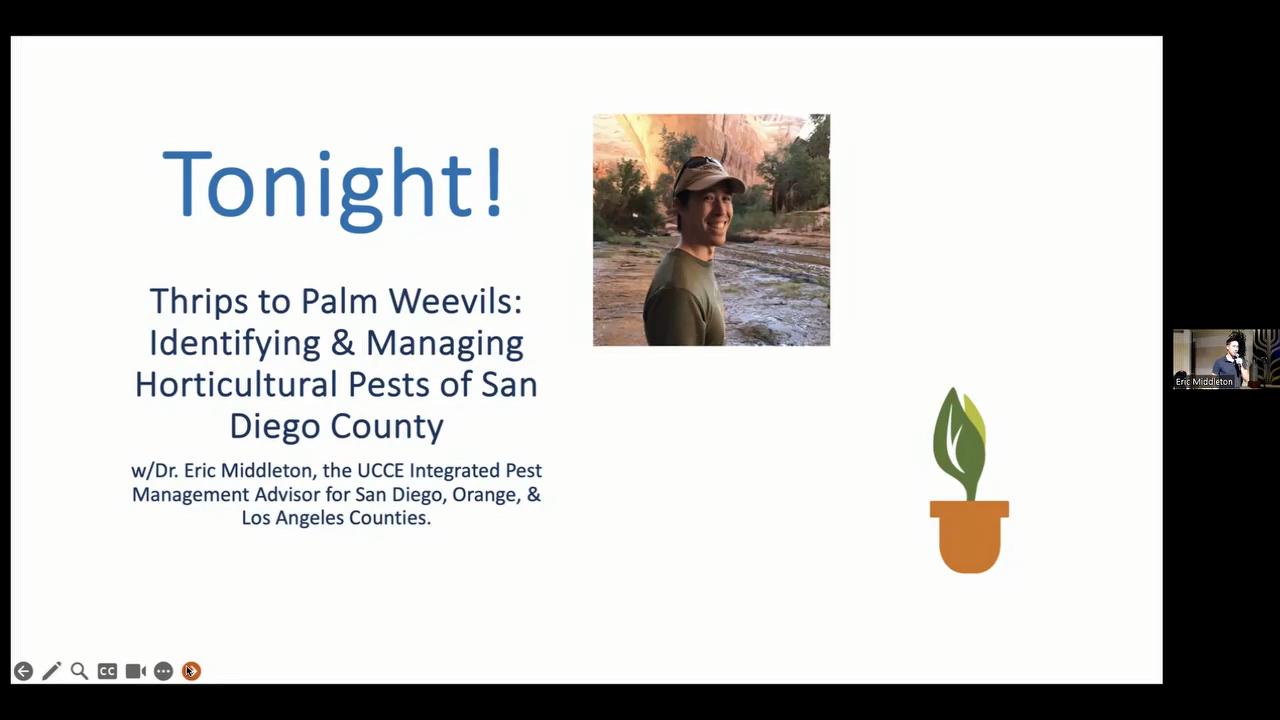 Tonight!
Thrips to Palm Weevils:
Identifying & Managing
Horticultural Pests of San
Diego County
w/Dr. Eric Middleton, the UCCE Integrated Pest
Management Advisor for San Diego, Orange, &
Los Angeles Counties.
Eric Middleton
CC